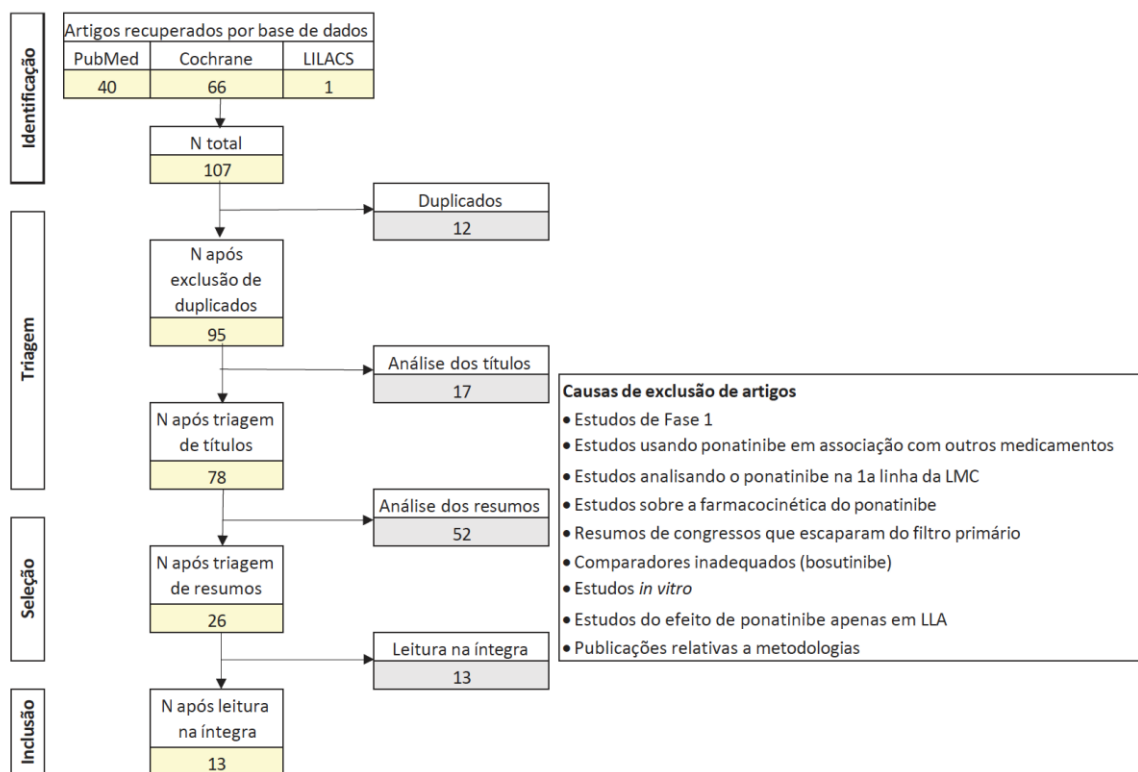 Identificação
Artigos recuperados por base de dados
PubMed Cochrane LILACS
40 66 1
N total
107
Triagem
Duplicados
12
N após
exclusão de
duplicados
95
Análise dos títulos
17
N após triagem
de títulos
78
Causas de exclusão de artigos
• Estudos de Fase 1
• Estudos usando ponatinibe em associação com outros medicamentos
• Estudos analisando o ponatinibe na 1a linha da LMC
• Estudos sobre a farmacocinética do ponatinibe
• Resumos de congressos que escaparam do filtro primário
• Comparadores inadequados (bosutinibe)
• Estudos in vitro
• Estudos do efeito de ponatinibe apenas em LLA
• Publicações relativas a metodologias
Seleção
Análise dos resumos
52
N após triagem
de resumos
26
Leitura na íntegra
13
Inclusão
N após leitura
na íntegra
13